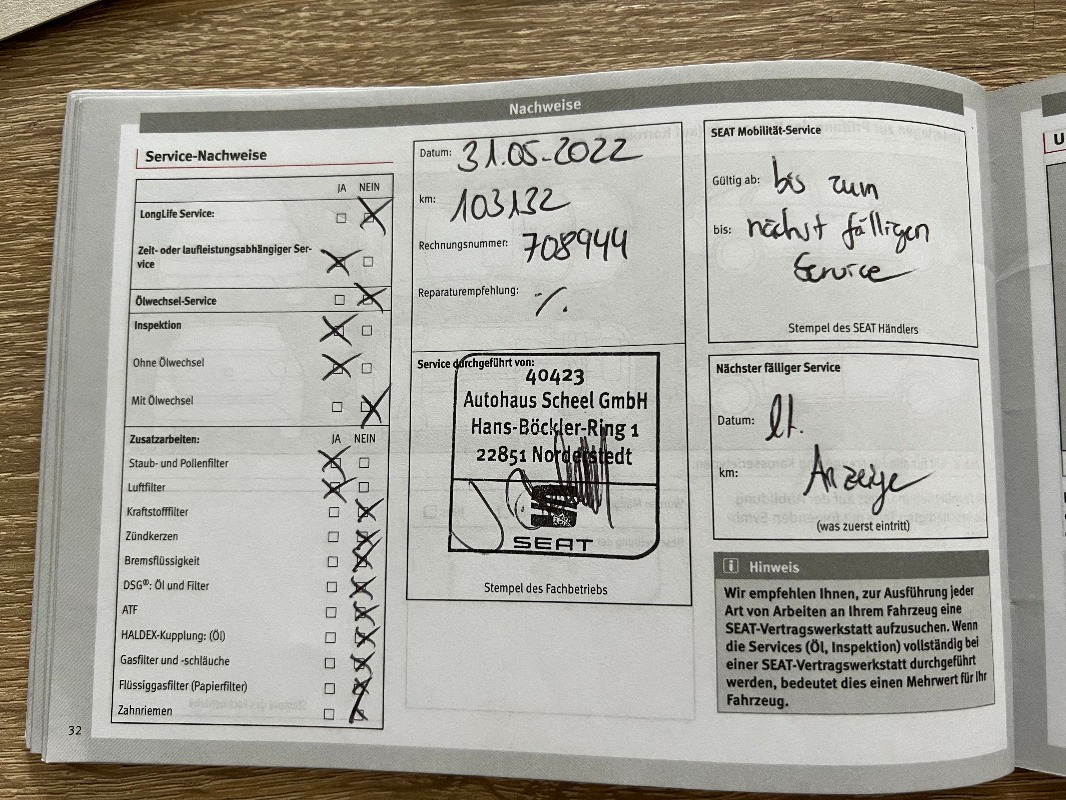 Nachweise
Service-Nachweise
JA NEIN
LongLife Service:
Zeit- oder laufleistungsabhängiger Ser-
vice
Ölwechsel-Service
Inspektion
Ohne Ölwechsel
Mit Ölwechsel
Zusatzarbeiten: JA NEIN
Staub- und Pollenfilter
Luftfilter
Kraftstofffilter
Zündkerzen
Bremsflüssigkeit
DSG®: Öl und Filter
ATF
HALDEX-Kupplung: (Öl)
Gasfilter und -schläuche
Flüssiggasfilter (Papierfilter)
Zahnriemen
32
Datum: 31.05-2022
km: 103132
Rechnungsnummer: 708944
Reparaturempfehlung: ⁒
Service durchgeführt von:
40423
Autohaus Scheel GmbH
Hans-Böckler-Ring 1
22851 Norderstedt
SEAT
Stempel des Fachbetriebs
SEAT Mobilität-Service
Gültig ab: bis zum
bis: nächst fälligen
Service
Stempel des SEAT Händlers
Nächster fälliger Service
Datum: lt.
km: Anzeige
(was zuerst eintritt)
i Hinweis
Wir empfehlen Ihnen, zur Ausführung jeder
Art von Arbeiten an Ihrem Fahrzeug eine
SEAT-Vertragswerkstatt aufzusuchen. Wenn
die Services (Öl, Inspektion) vollständig bei
einer SEAT-Vertragswerkstatt durchgeführt
werden, bedeutet dies einen Mehrwert für Ihr
Fahrzeug.